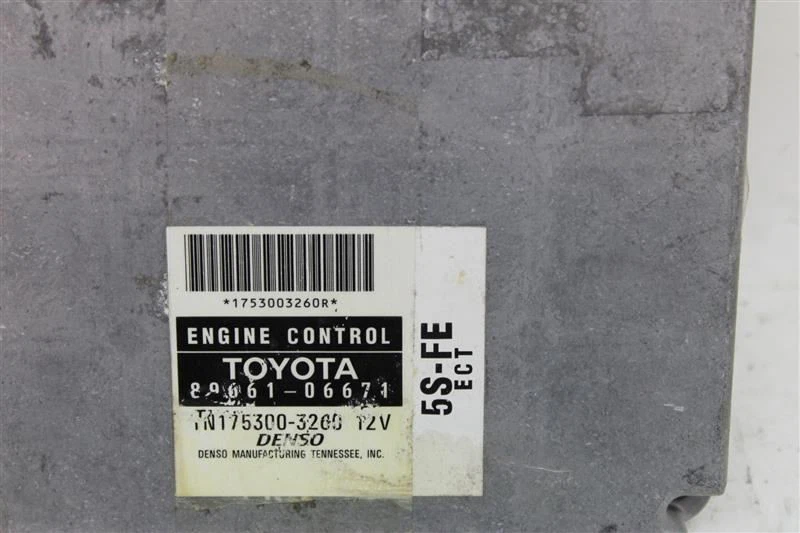 *1753003260R*
ENGINE CONTROL
TOYOTA
89661-06671
TN175300-3260 12V
DENSO
DENSO MANUFACTURING TENNESSEE, INC.
5S-FE
ECT